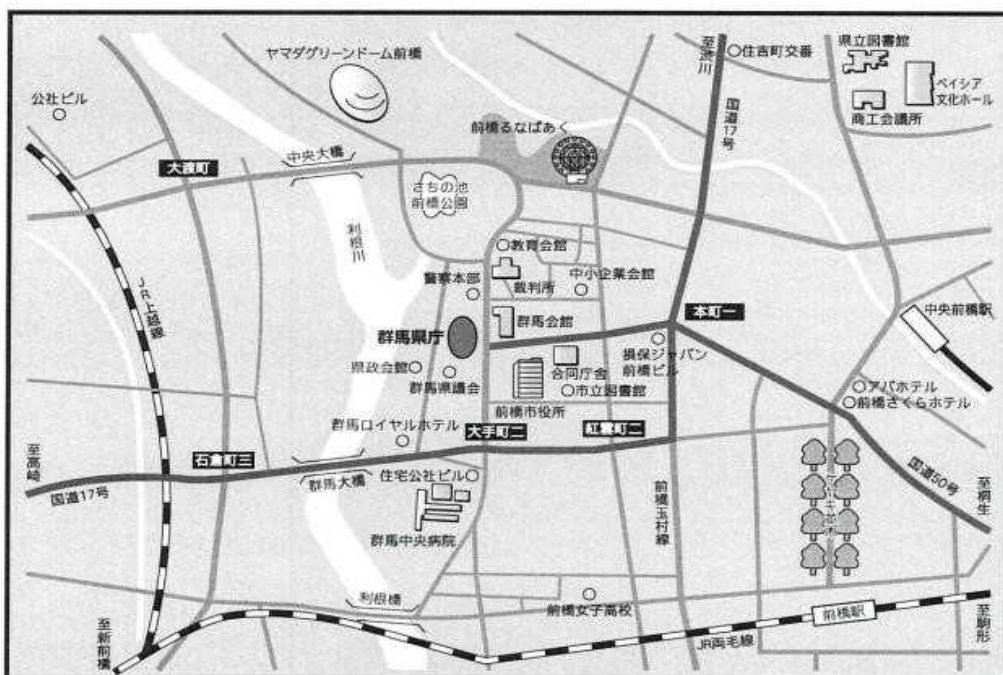 ヤマダグリーンドーム前橋
公社ビル
至渋川
住吉町交番
県立図書館
ベイシア
文化ホール
商工会議所
国道17号
前橋るなぱあく
大渡町
中央大橋
さちの池
前橋公園
利根川
教育会館
裁判所
中小企業会館
警察本部
JR上越線
群馬会館
本町一
中央前橋駅
群馬県庁
県政会館
群馬県議会
合同庁舎
損保ジャパン
前橋ビル
市立図書館
前橋市役所
アパホテル
前橋さくらホテル
群馬ロイヤルホテル
大手町二
紅雲町二
至高崎
石倉町三
国道17号
群馬大橋
住宅公社ビル
群馬中央病院
前橋玉村線
ケヤキ並木
国道50号
至桐生
利根橋
前橋女子高校
至新前橋
JR両毛線
前橋駅
至駒形